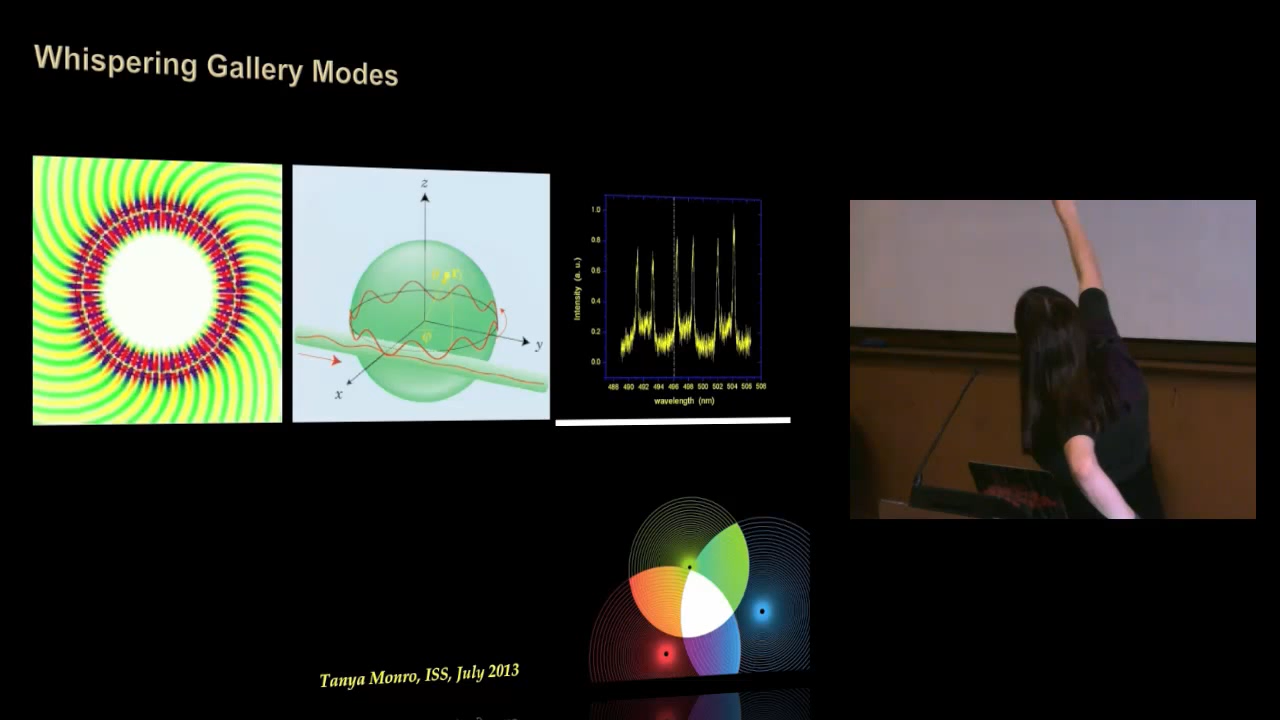 Whispering Gallery Modes
z
y
x
φ
Intensity (a. u.)
1.0
0.8
0.6
0.4
0.2
0.0
488 490 492 494 496 498 500 502 504 506 508
wavelength (nm)
Tanya Monro, ISS, July 2013